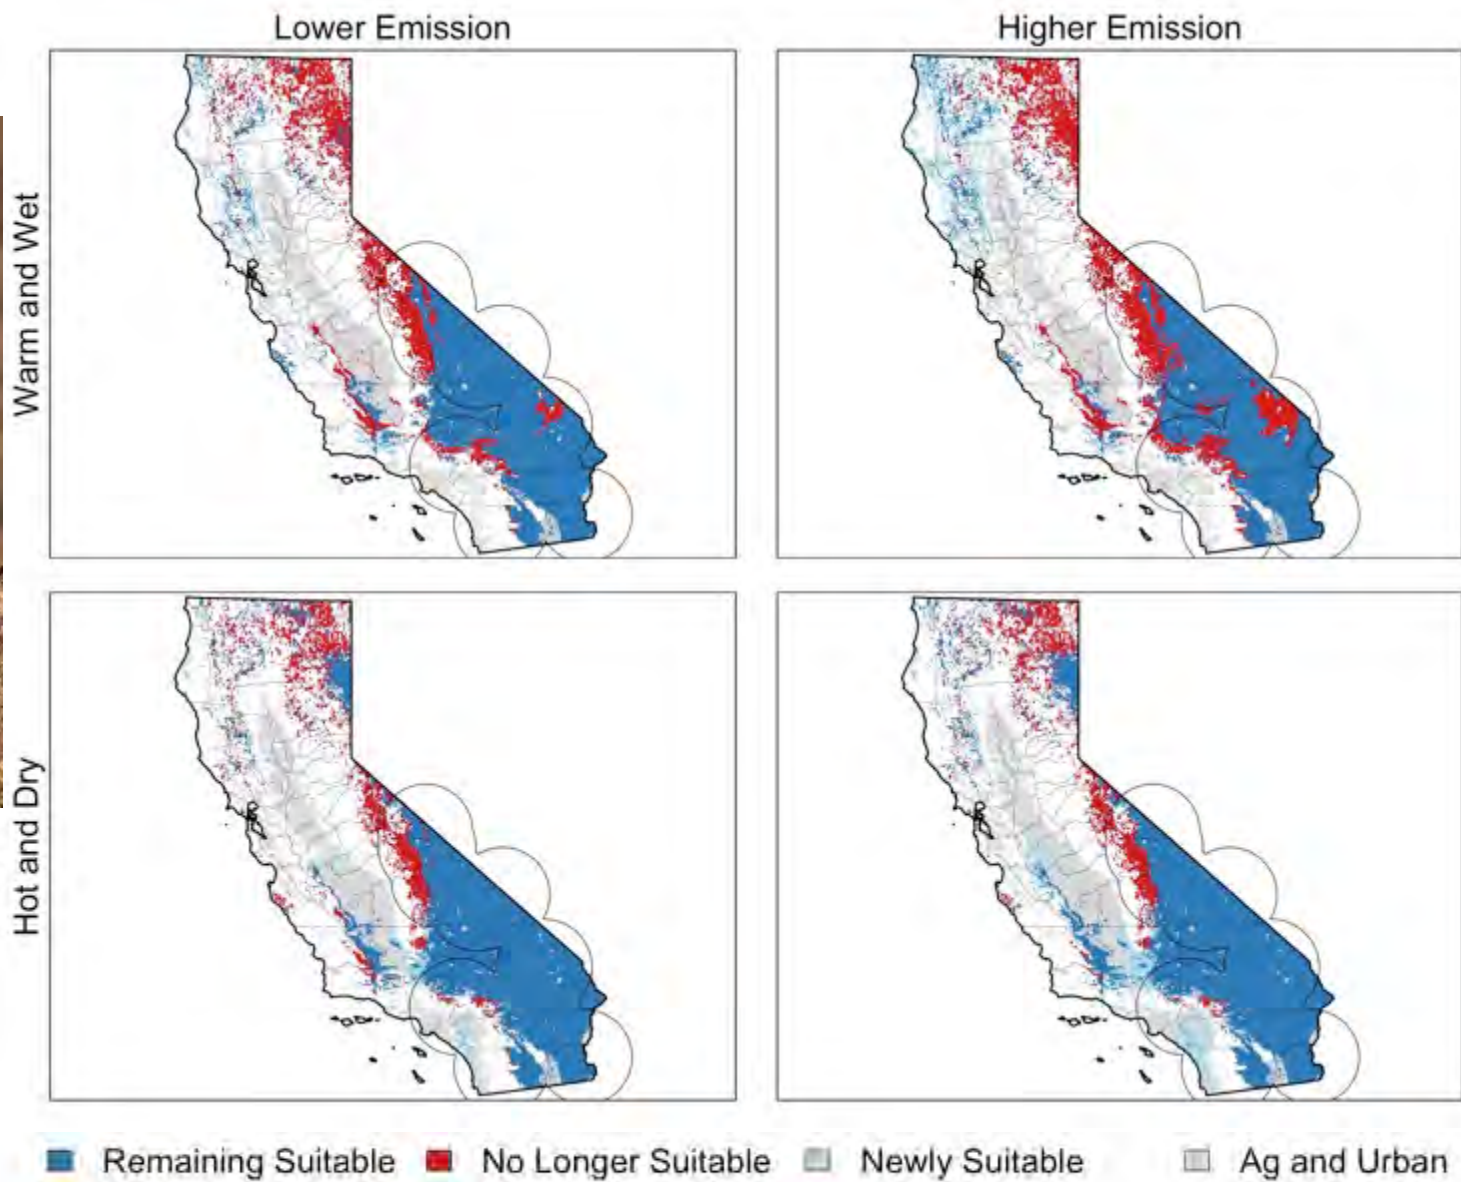 Lower Emission
Higher Emission
Warm and Wet
Hot and Dry
Remaining Suitable
No Longer Suitable
Newly Suitable
Ag and Urban